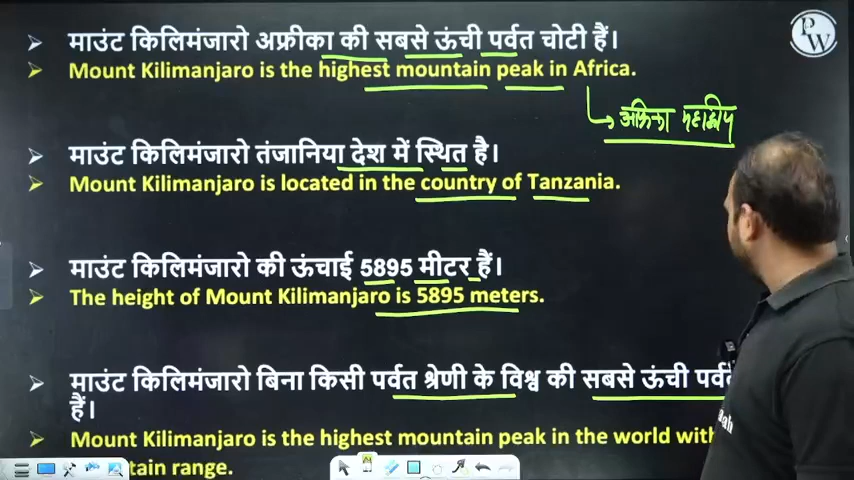 माउंट किलिमंजारो अफ्रीका की सबसे ऊंची पर्वत चोटी हैं।
Mount Kilimanjaro is the highest mountain peak in Africa.
अफ्रिका महाद्वीप
माउंट किलिमंजारो तंजानिया देश में स्थित है।
Mount Kilimanjaro is located in the country of Tanzania.
माउंट किलिमंजारो की ऊंचाई 5895 मीटर हैं।
The height of Mount Kilimanjaro is 5895 meters.
माउंट किलिमंजारो बिना किसी पर्वत श्रेणी के विश्व की सबसे ऊंची
हैं।
Mount Kilimanjaro is the highest mountain peak in the world
range.
PW